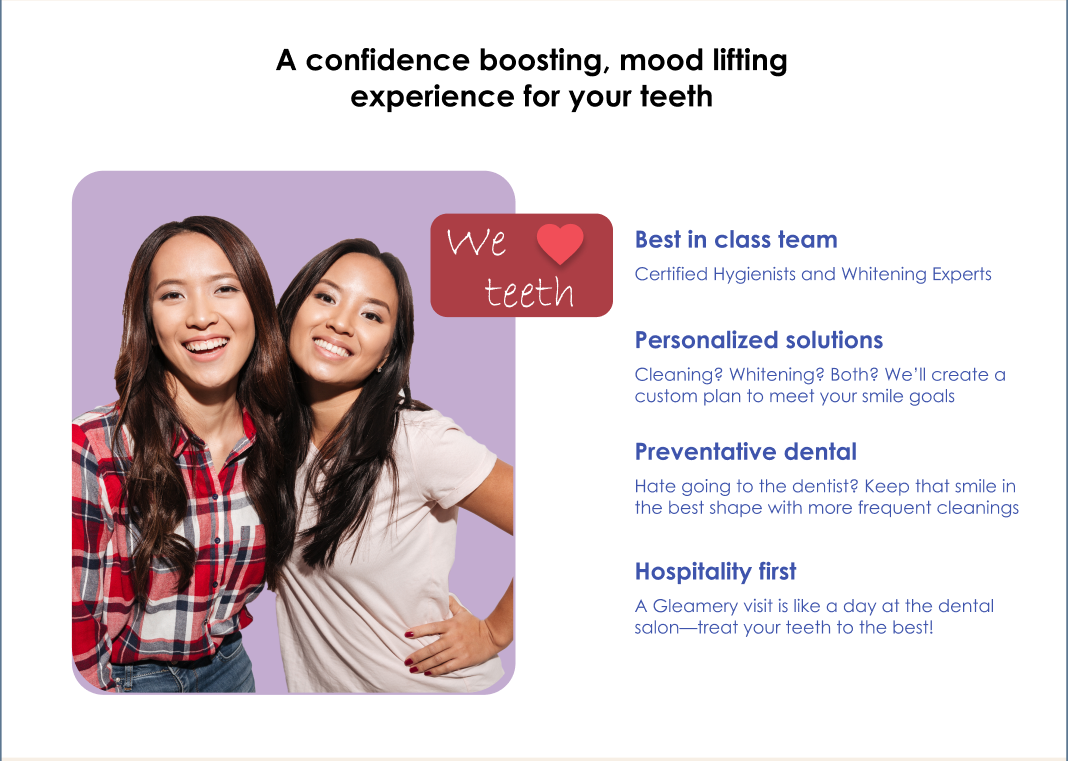 A confidence boosting, mood lifting
experience for your teeth
We
teeth
Best in class team
Certified Hygienists and Whitening Experts
Personalized solutions
Cleaning? Whitening? Both? We’ll create a
custom plan to meet your smile goals
Preventative dental
Hate going to the dentist? Keep that smile in
the best shape with more frequent cleanings
Hospitality first
A Gleamery visit is like a day at the dental
salon—treat your teeth to the best!